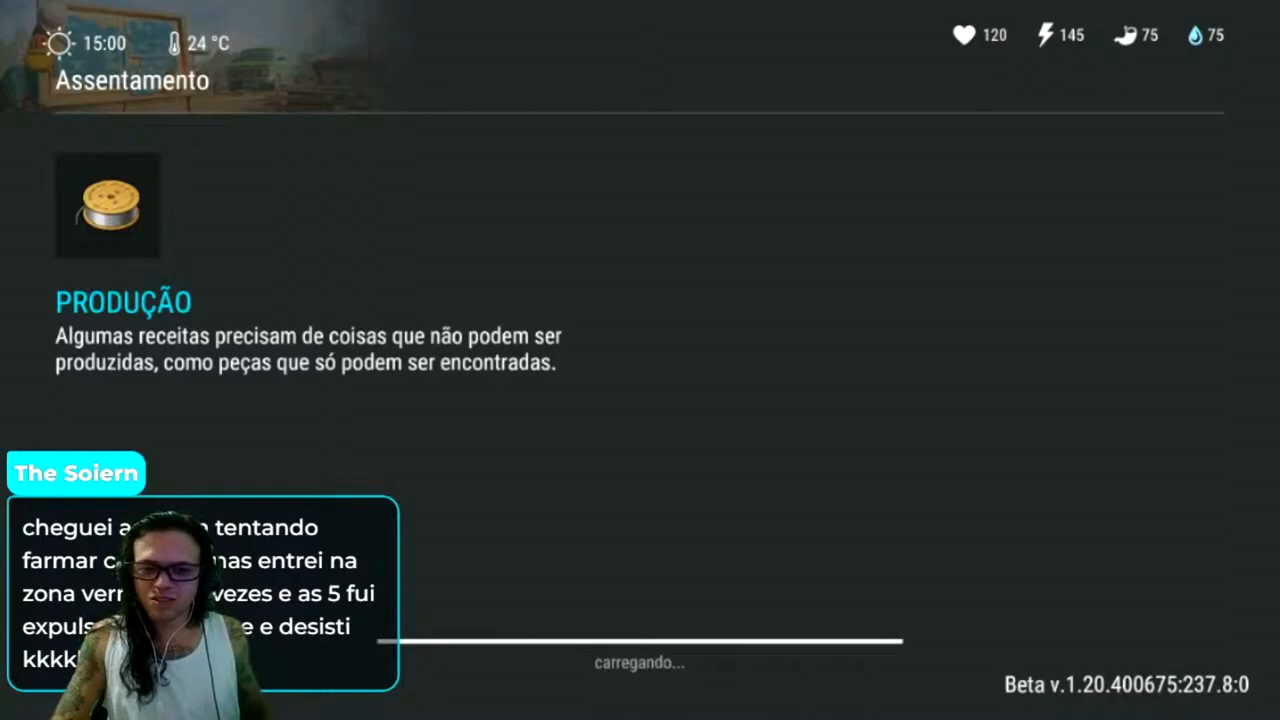 15:00 24 °C
120 145 75 75
Assentamento
PRODUÇÃO
Algumas receitas precisam de coisas que não podem ser
produzidas, como peças que só podem ser encontradas.
The Soiern
cheguei tentando
farmar entrei na
zona vezes e as 5 fui
e desisti
carregando...
Beta v.1.20.400675:237.8:0